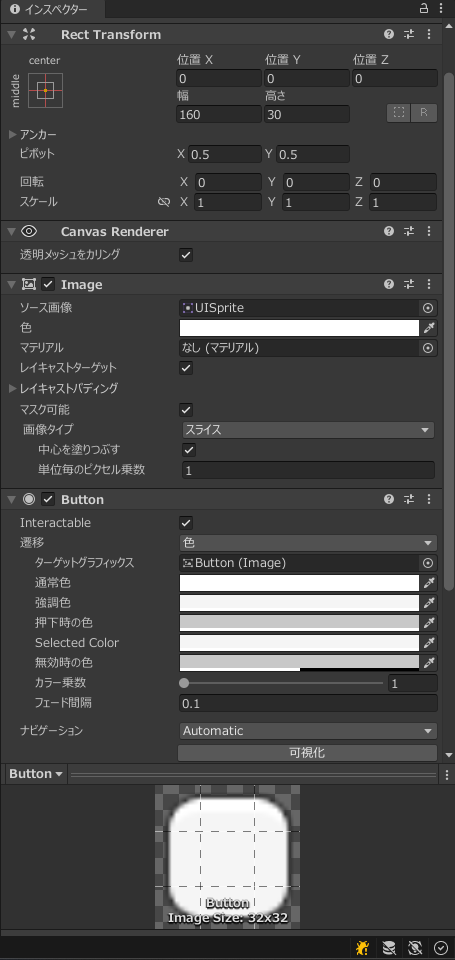 インスペクター
Rect Transform
center
middle
位置 X 位置 Y 位置 Z
0 0 0
幅 高さ
160 30
R
アンカー
ピボット X 0.5 Y 0.5
回転 X 0 Y 0 Z 0
スケール X 1 Y 1 Z 1
Canvas Renderer
透明メッシュをカリング
Image
ソース画像 UISprite
色
マテリアル なし (マテリアル)
レイキャストターゲット
レイキャストパディング
マスク可能
画像タイプ スライス
中心を塗りつぶす
単位毎のピクセル乗数 1
Button
Interactable
遷移 色
ターゲットグラフィックス Button (Image)
通常色
強調色
押下時の色
Selected Color
無効時の色
カラー乗数 1
フェード間隔 0.1
ナビゲーション Automatic
可視化
Button
Button
Image Size: 32x32